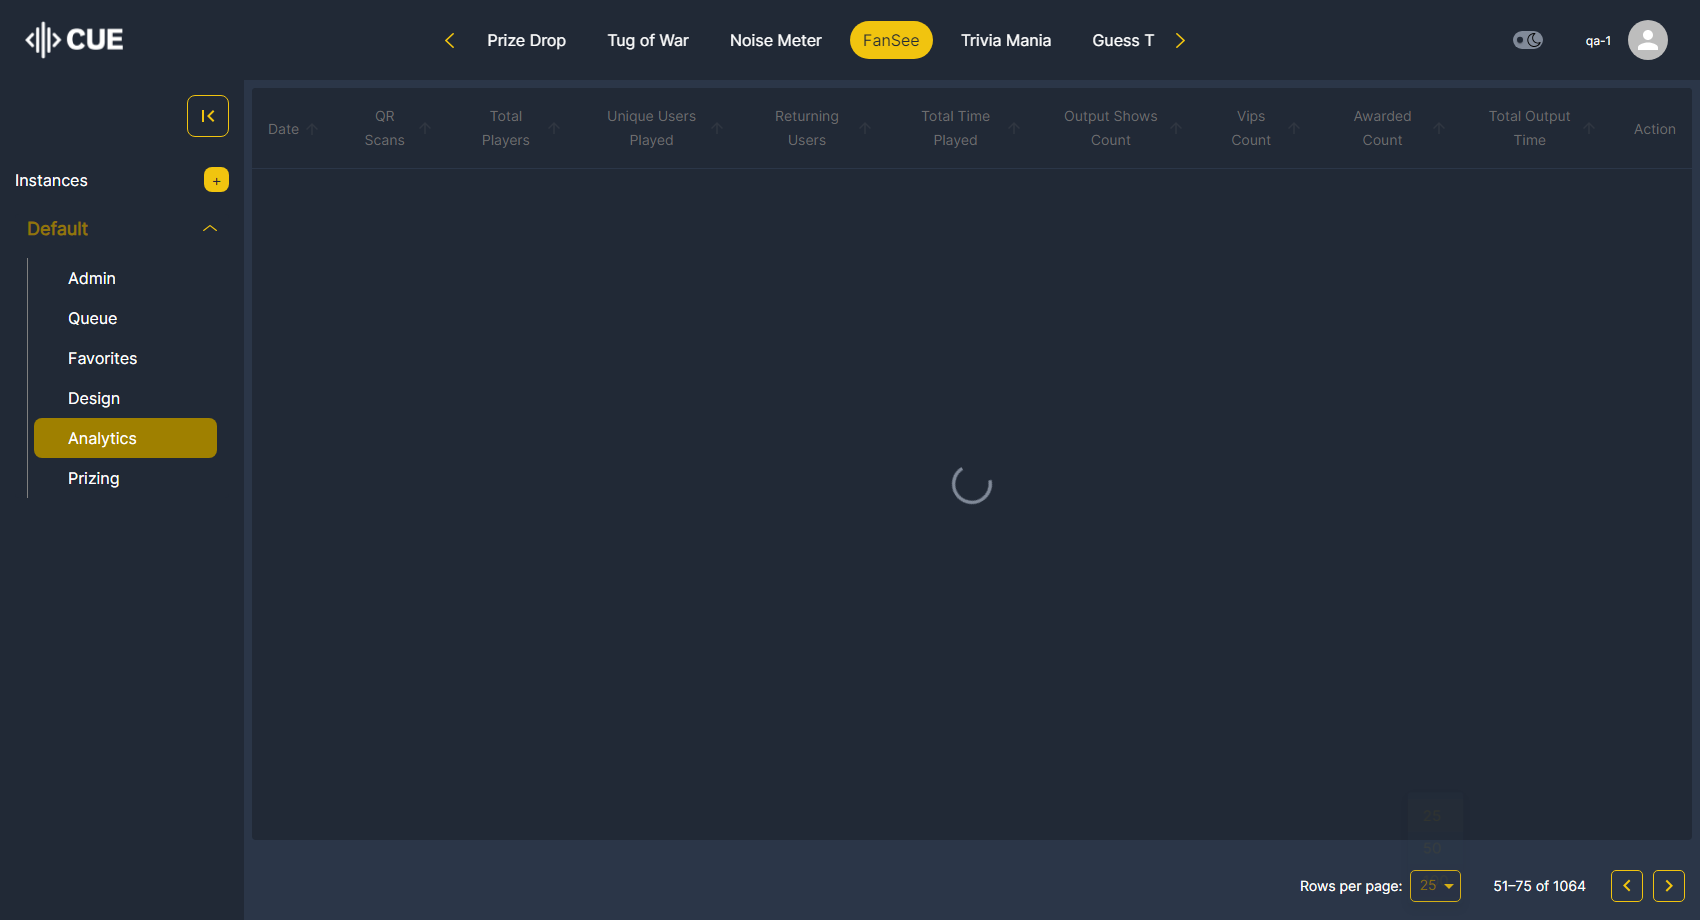 CUE
Prize Drop
Tug of War
Noise Meter
FanSee
Trivia Mania
Guess T
qa-1
Instances
+
Default
Admin
Queue
Favorites
Design
Analytics
Prizing
Date
QR
Scans
Total
Players
Unique Users
Played
Returning
Users
Total Time
Played
Output Shows
Count
Vips
Count
Awarded
Count
Total Output
Time
Action
25
50
Rows per page:
25
51–75 of 1064